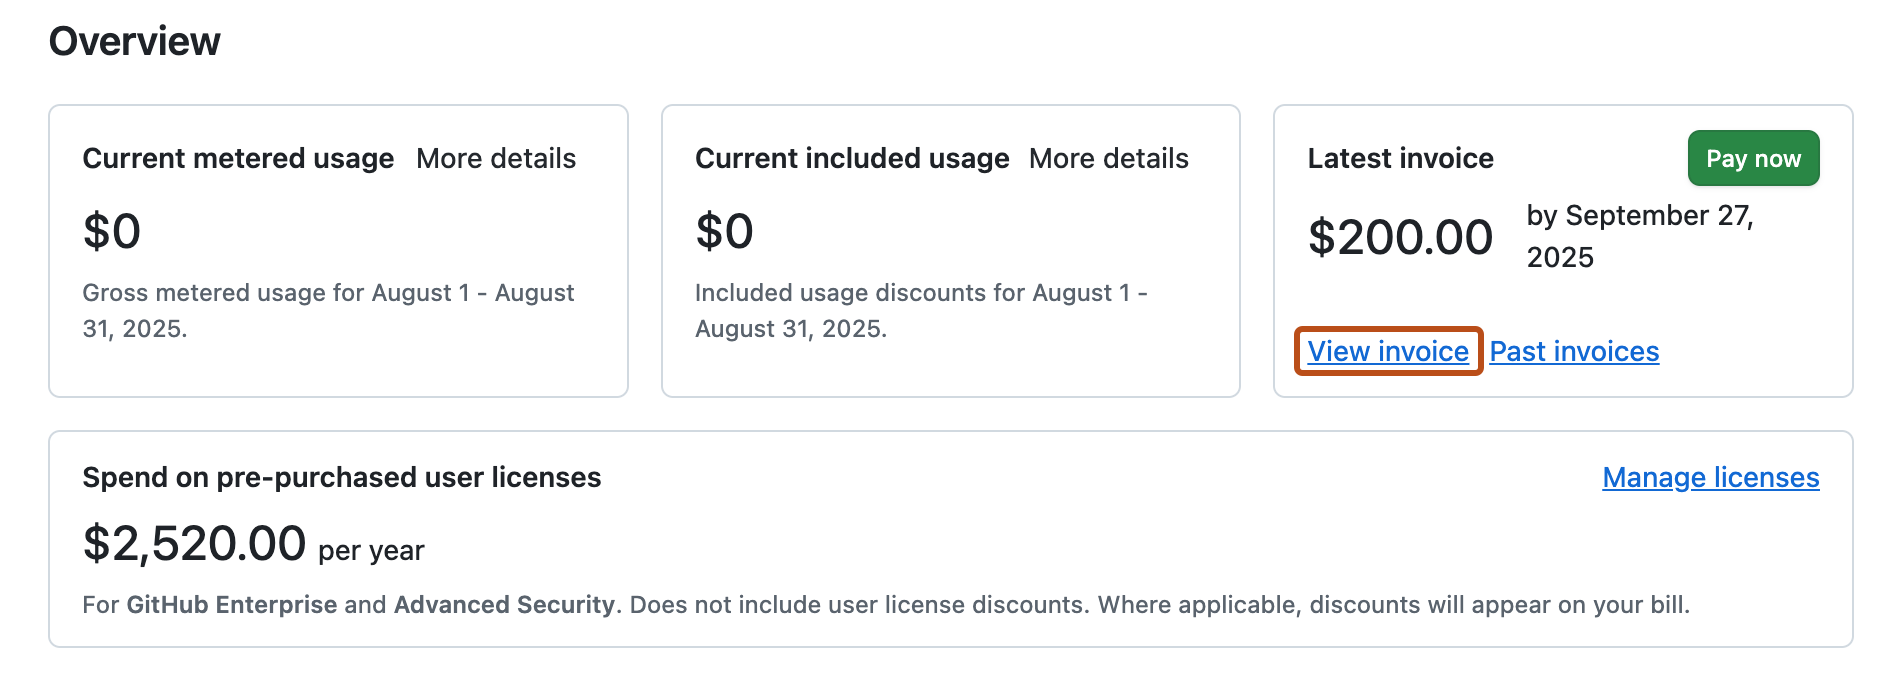 Overview
Current metered usage More details
$0
Gross metered usage for August 1 - August
31, 2025.
Current included usage More details
$0
Included usage discounts for August 1 -
August 31, 2025.
Latest invoice Pay now
$200.00 by September 27,
2025
View invoice Past invoices
Spend on pre-purchased user licenses Manage licenses
$2,520.00 per year
For GitHub Enterprise and Advanced Security. Does not include user license discounts. Where applicable, discounts will appear on your bill.